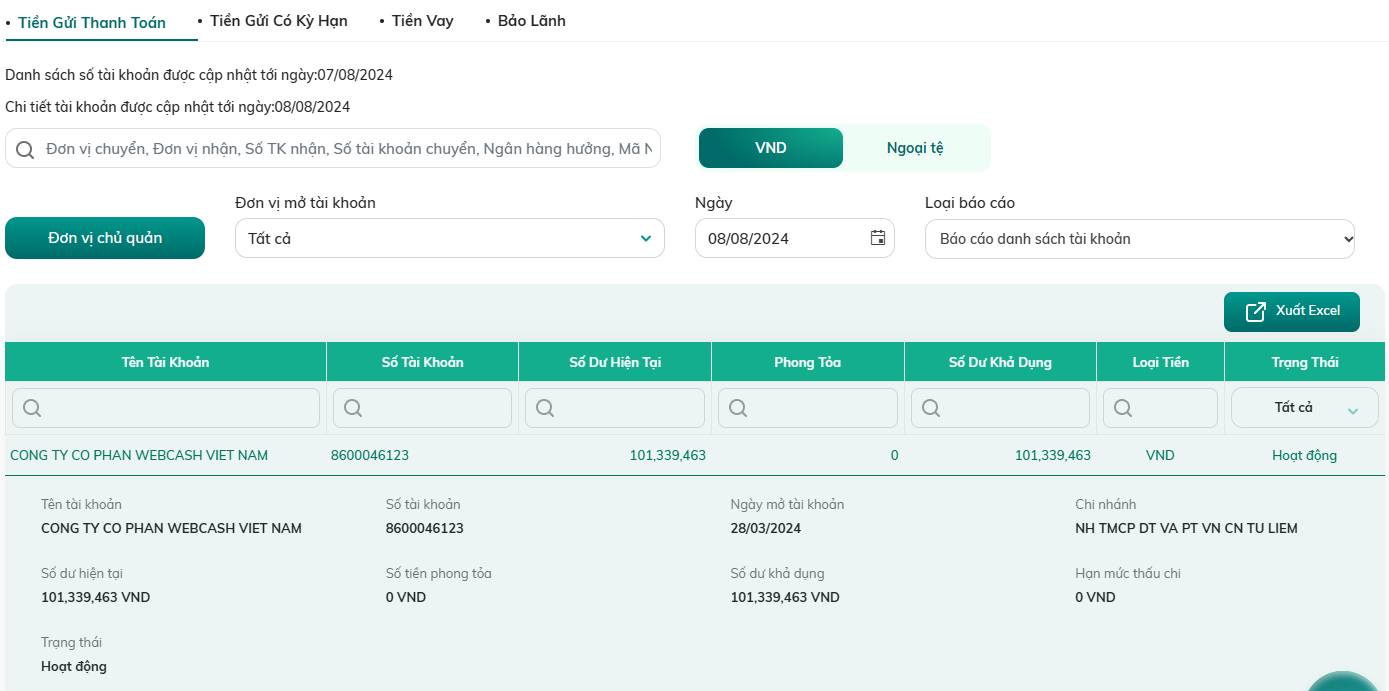 • Tiền Gửi Thanh Toán • Tiền Gửi Có Kỳ Hạn • Tiền Vay • Bảo Lãnh
Danh sách số tài khoản được cập nhật tới ngày:07/08/2024
Chi tiết tài khoản được cập nhật tới ngày:08/08/2024
Đơn vị chuyển, Đơn vị nhận, Số TK nhận, Số tài khoản chuyển, Ngân hàng hưởng, Mã N VND Ngoại tệ
Đơn vị mở tài khoản Ngày Loại báo cáo
Đơn vị chủ quản Tất cả 08/08/2024 Báo cáo danh sách tài khoản
Xuất Excel
Tên Tài Khoản Số Tài Khoản Số Dư Hiện Tại Phong Tỏa Số Dư Khả Dụng Loại Tiền Trạng Thái
Tất cả
CONG TY CO PHAN WEBCASH VIET NAM 8600046123 101,339,463 0 101,339,463 VND Hoạt động
Tên tài khoản Số tài khoản Ngày mở tài khoản Chi nhánh
CONG TY CO PHAN WEBCASH VIET NAM 8600046123 28/03/2024 NH TMCP DT VA PT VN CN TU LIEM
Số dư hiện tại Số tiền phong tỏa Số dư khả dụng Hạn mức thấu chi
101,339,463 VND 0 VND 101,339,463 VND 0 VND
Trạng thái
Hoạt động